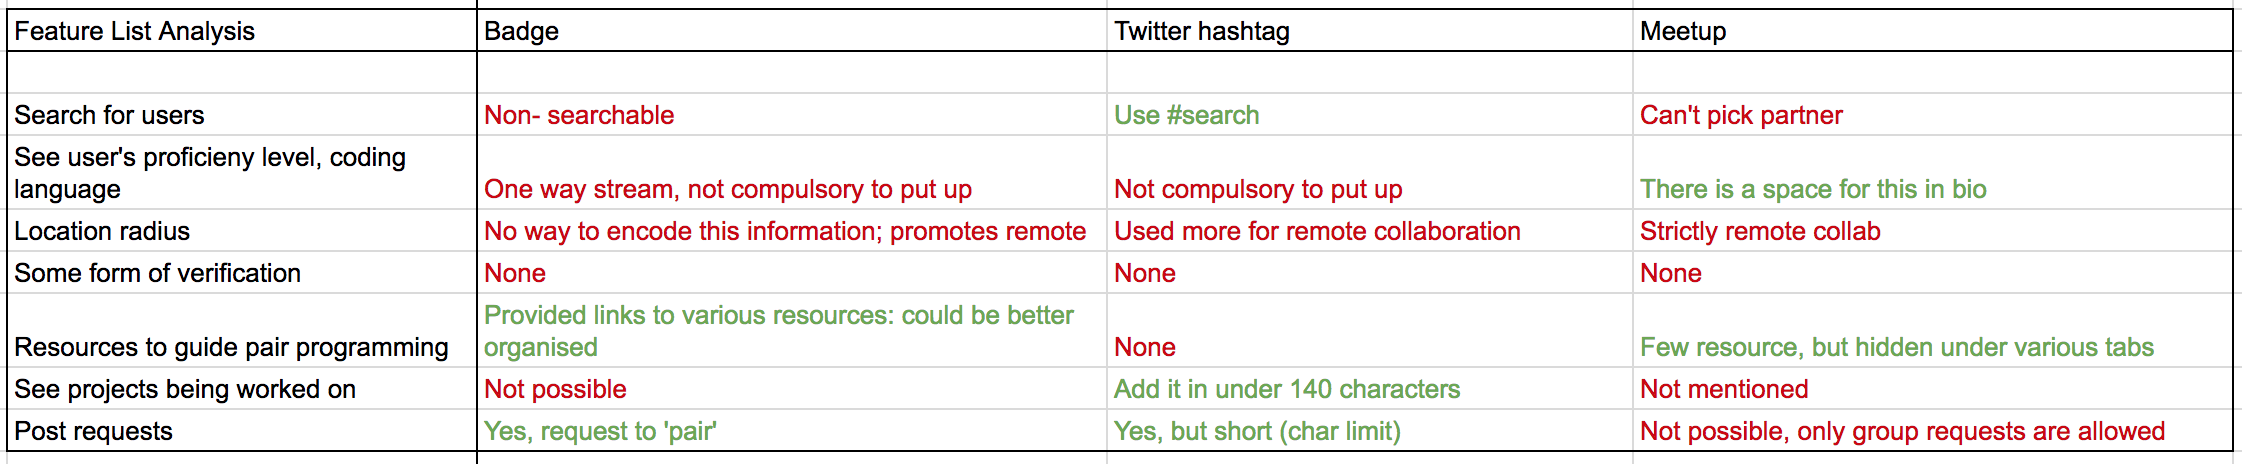 Feature List Analysis Badge Twitter hashtag Meetup
Search for users Non- searchable Use #search Can't pick partner
See user's proficieny level, coding
language One way stream, not compulsory to put up Not compulsory to put up There is a space for this in bio
Location radius No way to encode this information; promotes remote Used more for remote collaboration Strictly remote collab
Some form of verification None None None
Provided links to various resources: could be better
Resources to guide pair programming organised None Few resource, but hidden under various tabs
See projects being worked on Not possible Add it in under 140 characters Not mentioned
Post requests Yes, request to 'pair' Yes, but short (char limit) Not possible, only group requests are allowed